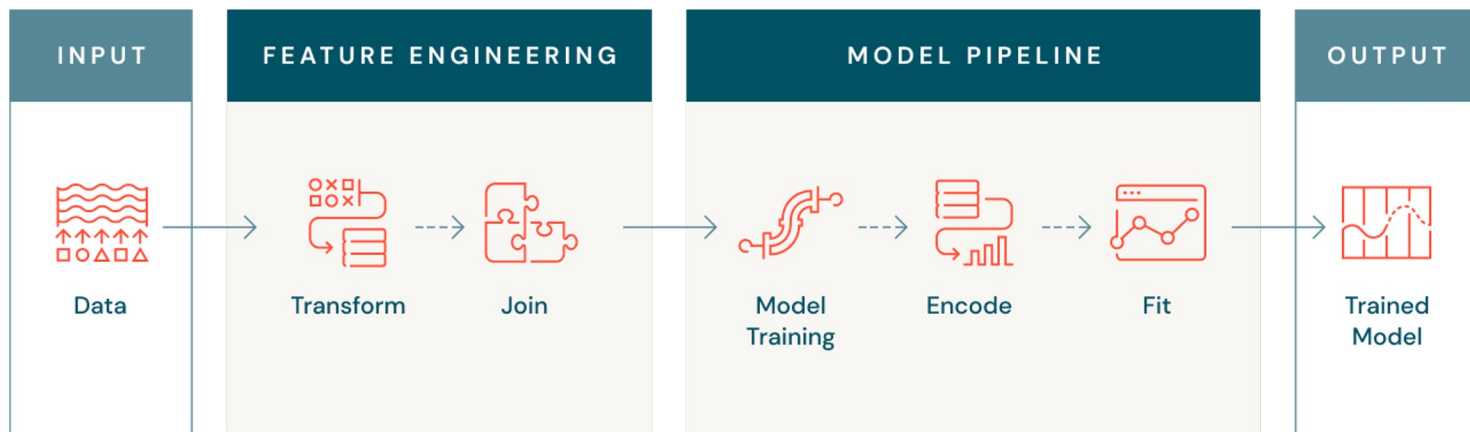 INPUT
FEATURE ENGINEERING
MODEL PIPELINE
OUTPUT
Data
Transform
Join
Model
Training
Encode
Fit
Trained
Model